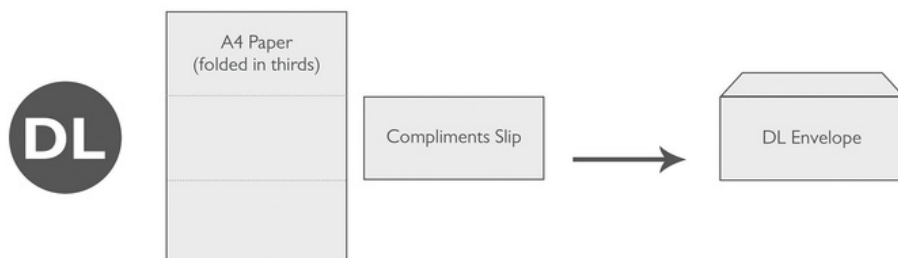 DL
A4 Paper
(folded in thirds)
Compliments Slip
DL Envelope